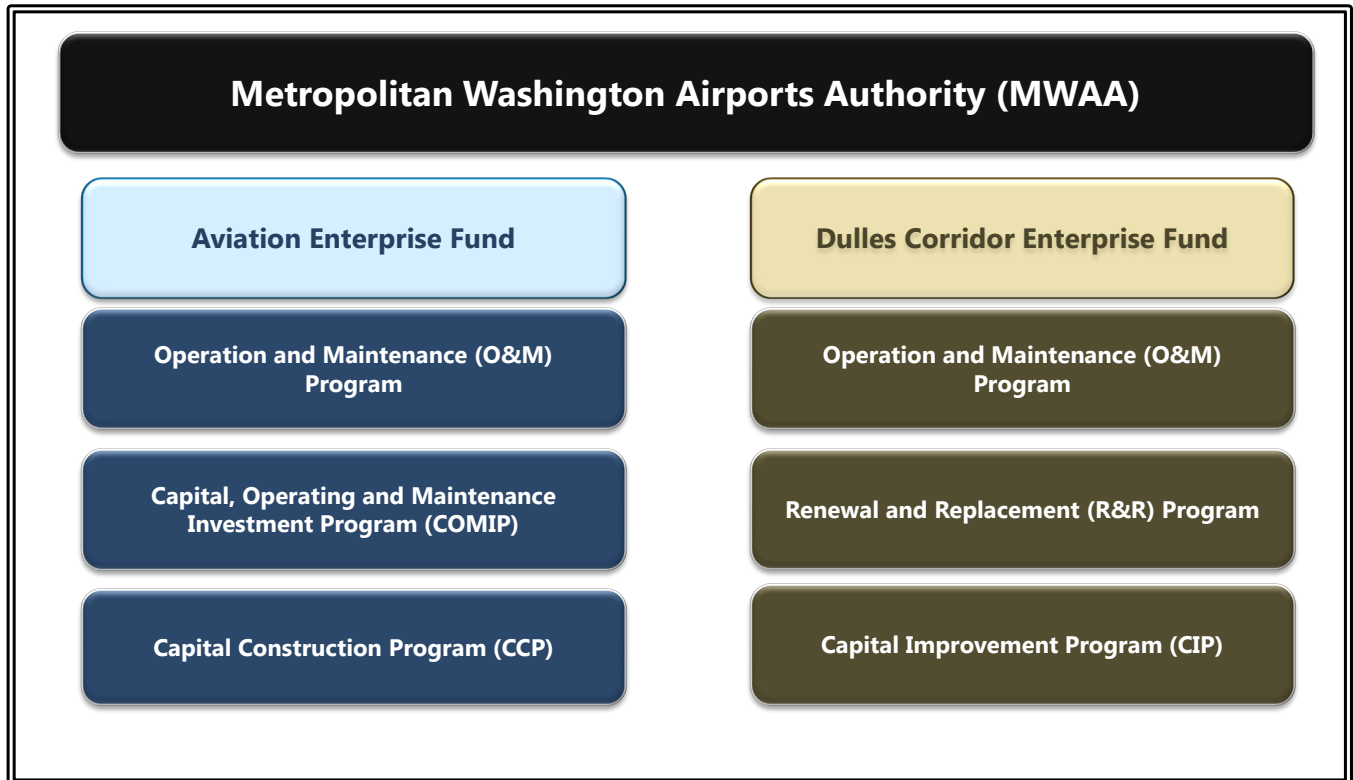 Metropolitan Washington Airports Authority (MWAA)
Aviation Enterprise Fund
Operation and Maintenance (O&M)
Program
Capital, Operating and Maintenance
Investment Program (COMIP)
Capital Construction Program (CCP)
Dulles Corridor Enterprise Fund
Operation and Maintenance (O&M)
Program
Renewal and Replacement (R&R) Program
Capital Improvement Program (CIP)